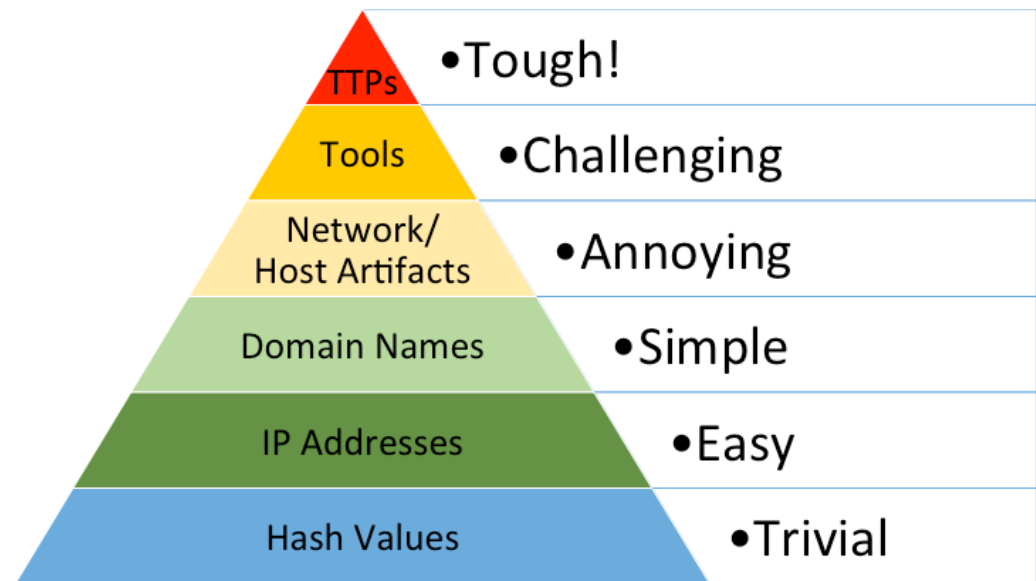 TTPs
•Tough!
Tools
•Challenging
Network/
Host Artifacts
•Annoying
Domain Names
•Simple
IP Addresses
•Easy
Hash Values
•Trivial